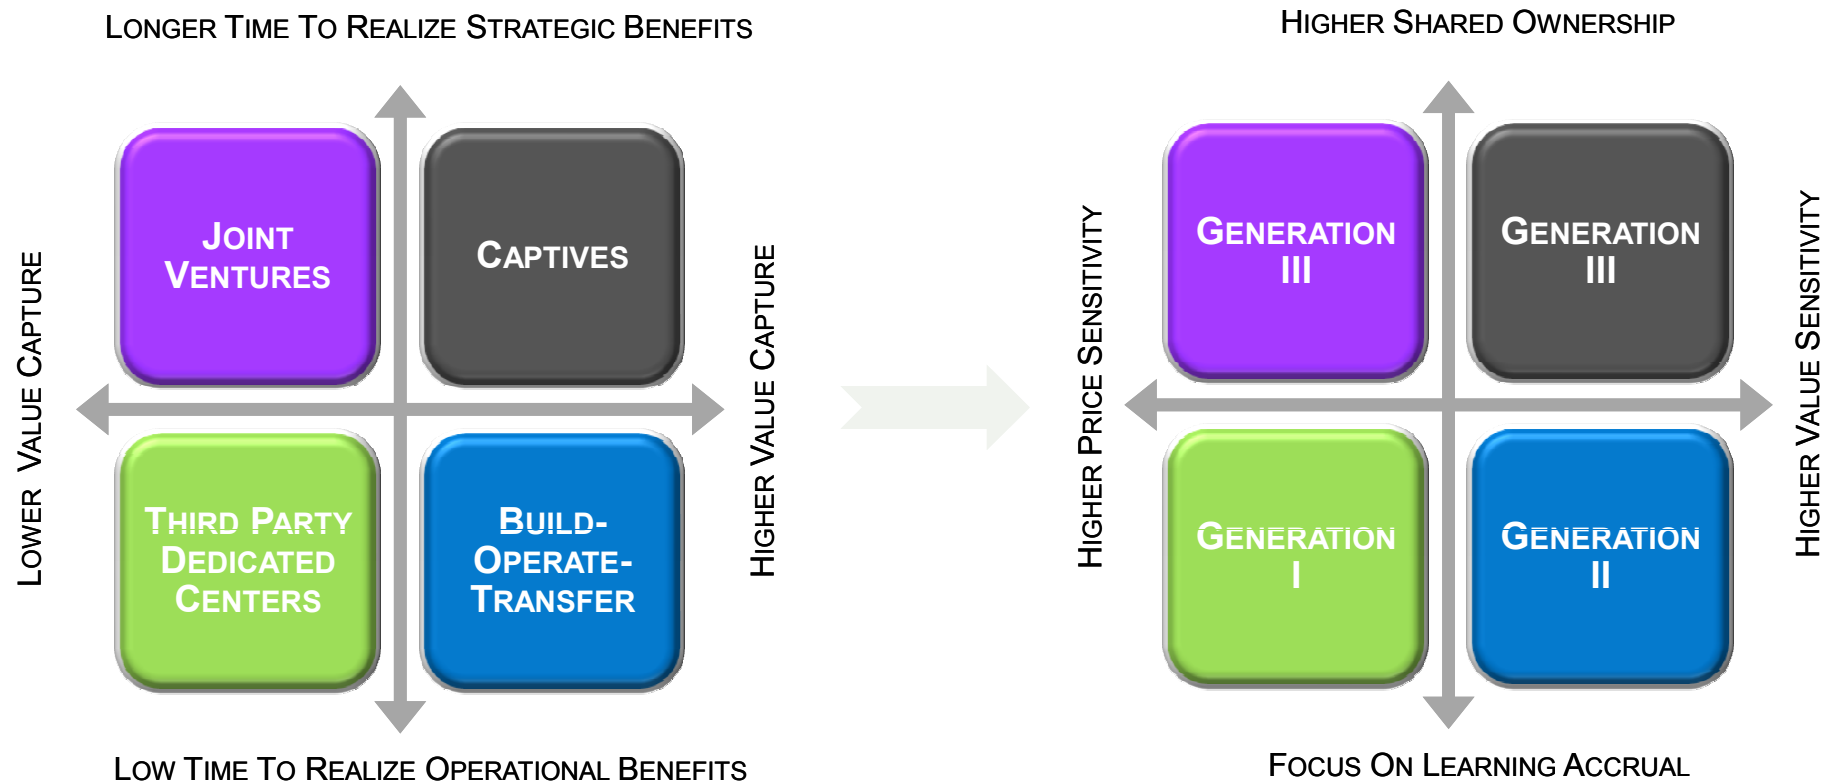 LONGER TIME TO REALIZE STRATEGIC BENEFITS
LOWER VALUE CAPTURE
JOINT
VENTURES
CAPTIVES
THIRD PARTY
DEDICATED
CENTERS
BUILD-
OPERATE-
TRANSFER
HIGHER VALUE CAPTURE
LOW TIME TO REALIZE OPERATIONAL BENEFITS
HIGHER SHARED OWNERSHIP
HIGHER PRICE SENSITIVITY
GENERATION
III
GENERATION
III
GENERATION
I
GENERATION
II
HIGHER VALUE SENSITIVITY
FOCUS ON LEARNING ACCRUAL